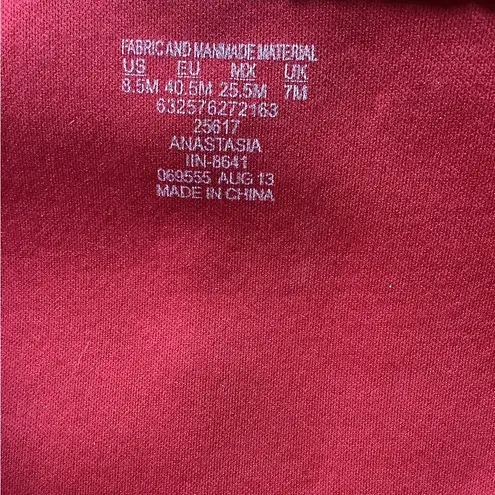 FABRIC AND MANMADE MATERIAL
US EU MX UK
8.5M 40.5M 25.5M 7M
632576272163
25617
ANASTASIA
IIN-8641
069555 AUG 13
MADE IN CHINA